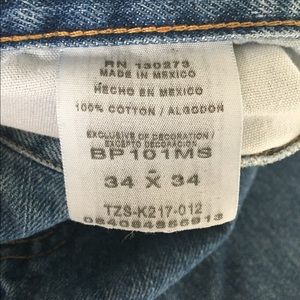 RN 130273
MADE IN MEXICO
HECHO EN MEXICO
100% COTTON / ALGODON
EXCLUSIVE OF DECORATION /
EXCEPTO DECORACION
BP101MS
34 X 34
TZS-K217-012